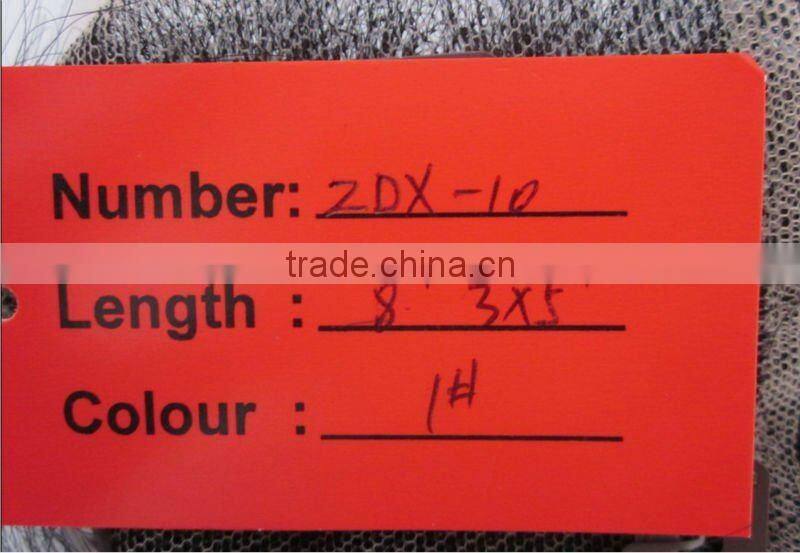 Number: ZDX-10
trade.china.cn
Length : 8' 3x5'
Colour : 1#